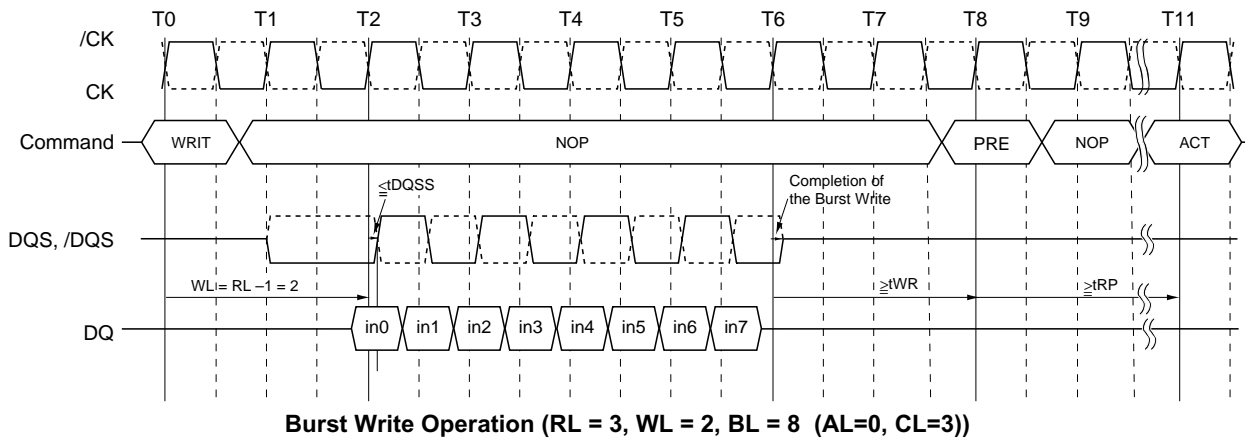 T0 T1 T2 T3 T4 T5 T6 T7 T8 T9 T11
/CK
CK
Command WRIT NOP PRE NOP ACT
≦tDQSS
Completion of
the Burst Write
DQS, /DQS
WL = RL –1 = 2 ≧tWR ≧tRP
DQ in0 in1 in2 in3 in4 in5 in6 in7
Burst Write Operation (RL = 3, WL = 2, BL = 8 (AL=0, CL=3))